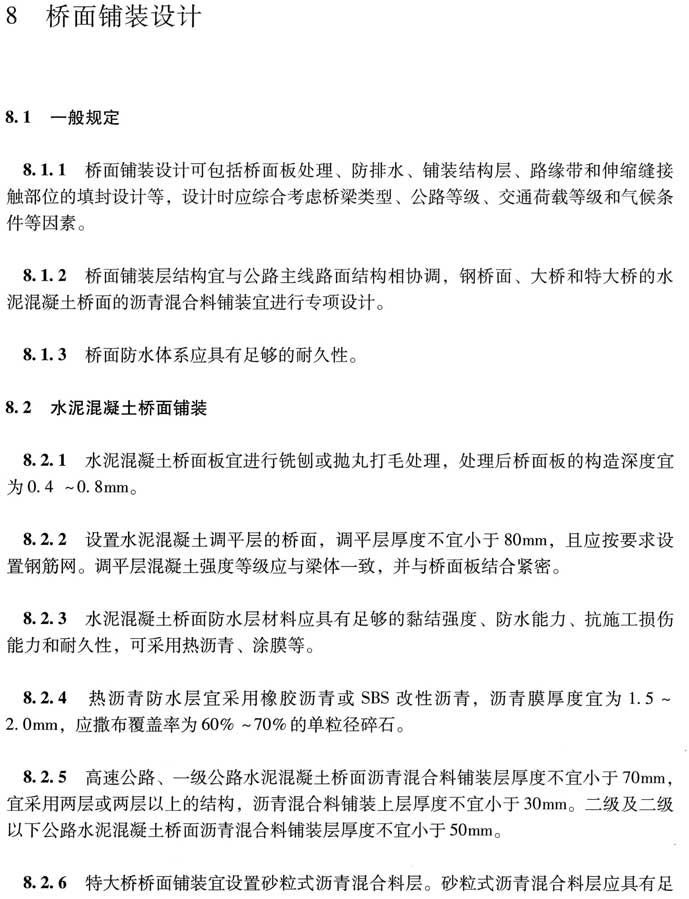 8 桥面铺装设计
8.1 一般规定
8.1.1 桥面铺装设计可包括桥面板处理、防排水、铺装结构层、路缘带和伸缩缝接
触部位的填封设计等，设计时应综合考虑桥梁类型、公路等级、交通荷载等级和气候条
件等因素。
8.1.2 桥面铺装层结构宜与公路主线路面结构相协调，钢桥面、大桥和特大桥的水
泥混凝土桥面的沥青混合料铺装宜进行专项设计。
8.1.3 桥面防水体系应具有足够的耐久性。
8.2 水泥混凝土桥面铺装
8.2.1 水泥混凝土桥面板宜进行铣刨或抛丸打毛处理，处理后桥面板的构造深度宜
为0.4 ~0.8mm。
8.2.2 设置水泥混凝土调平层的桥面，调平层厚度不宜小于80mm，且应按要求设
置钢筋网。调平层混凝土强度等级应与梁体一致，并与桥面板结合紧密。
8.2.3 水泥混凝土桥面防水层材料应具有足够的黏结强度、防水能力、抗施工损伤
能力和耐久性，可采用热沥青、涂膜等。
8.2.4 热沥青防水层宜采用橡胶沥青或SBS改性沥青，沥青膜厚度宜为1.5~
2.0mm，应撒布覆盖率为60% ~70%的单粒径碎石。
8.2.5 高速公路、一级公路水泥混凝土桥面沥青混合料铺装层厚度不宜小于70mm，
宜采用两层或两层以上的结构，沥青混合料铺装上层厚度不宜小于30mm。二级及二级
以下公路水泥混凝土桥面沥青混合料铺装层厚度不宜小于50mm。
8.2.6 特大桥桥面铺装宜设置砂粒式沥青混合料层。砂粒式沥青混合料层应具有足